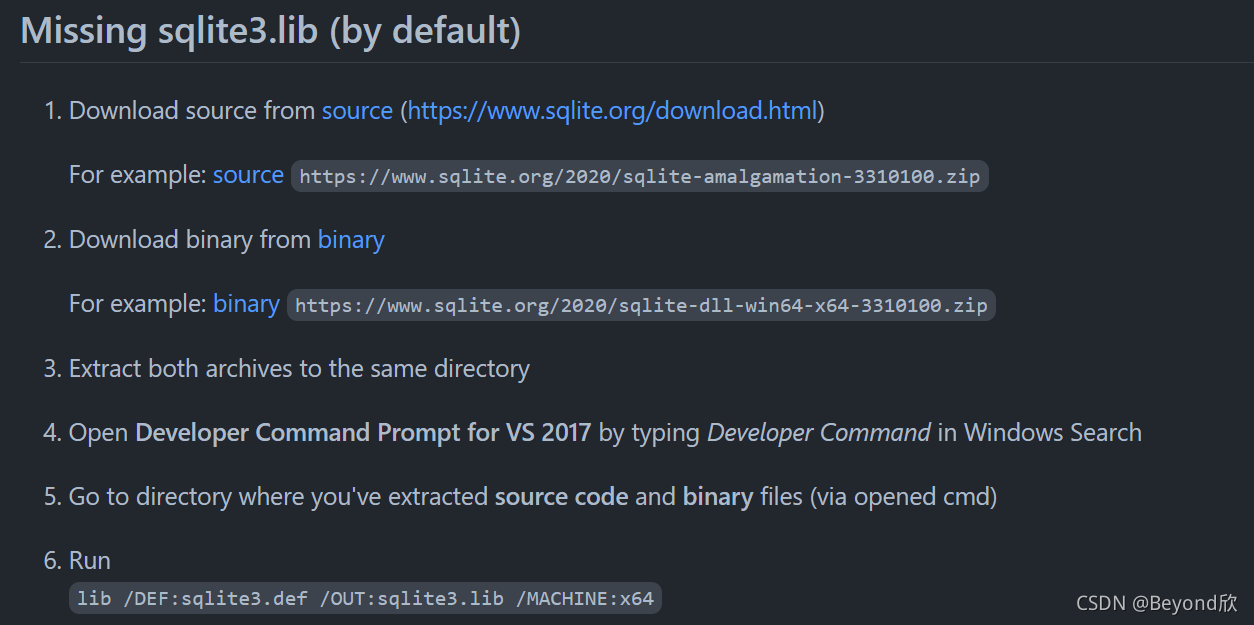 Missing sqlite3.lib (by default)
1. Download source from source (https://www.sqlite.org/download.html)
For example: source https://www.sqlite.org/2020/sqlite-amalgamation-3310100.zip
2. Download binary from binary
For example: binary https://www.sqlite.org/2020/sqlite-dll-win64-x64-3310100.zip
3. Extract both archives to the same directory
4. Open Developer Command Prompt for VS 2017 by typing Developer Command in Windows Search
5. Go to directory where you've extracted source code and binary files (via opened cmd)
6. Run
lib /DEF:sqlite3.def /OUT:sqlite3.lib /MACHINE:x64
CSDN @Beyond欣